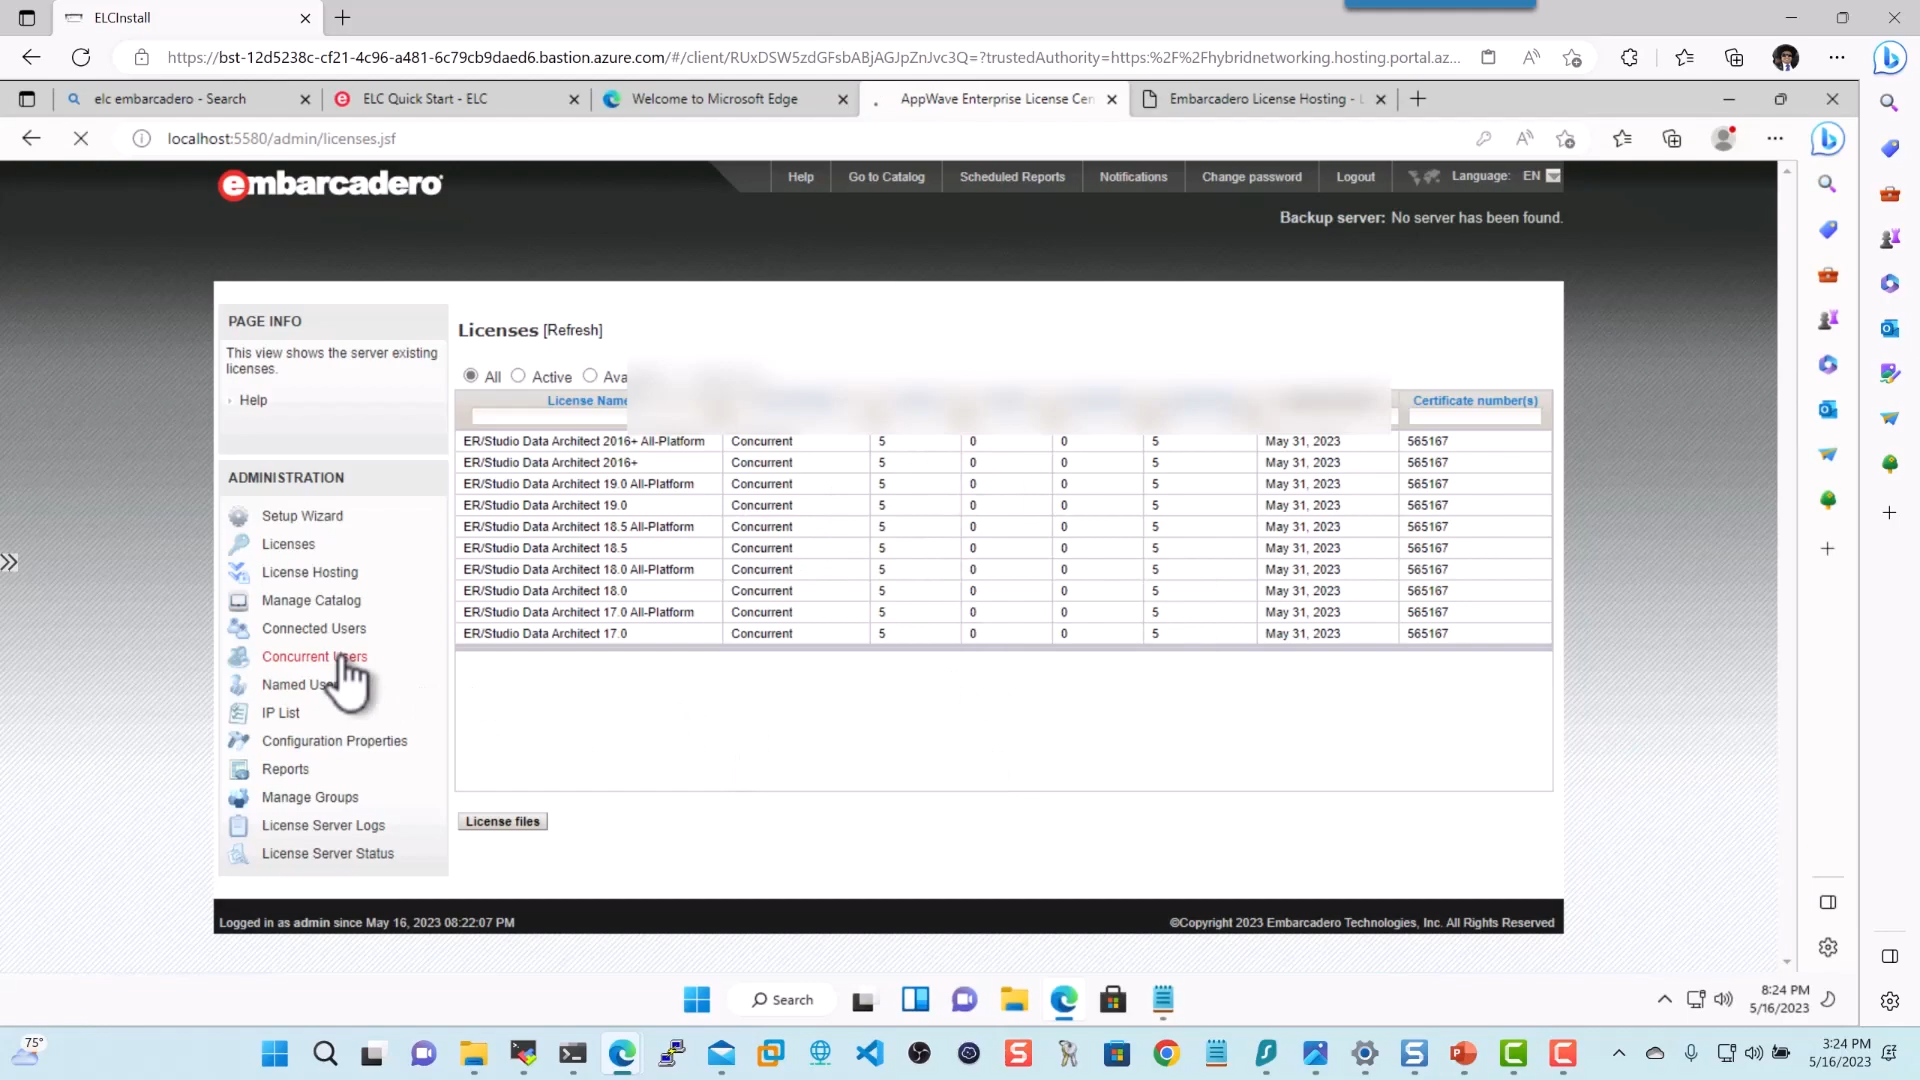 ELCInstall
https://bst-12d5238c-cf21-4c96-a481-6c79cb9daed6.bastion.azure.com/#/client/RUxDSW5zdGFsbABjAGJpZnJvc3Q=?trustedAuthority=https:%2F%2Fhybridnetworking.hosting.portal.az...
elc embarcadero - Search
ELC Quick Start - ELC
Welcome to Microsoft Edge
AppWave Enterprise License Cen
Embarcadero License Hosting - L
localhost:5580/admin/licenses.jsf
embarcadero
Help
Go to Catalog
Scheduled Reports
Notifications
Change password
Logout
Language: EN
Backup server: No server has been found.
PAGE INFO
This view shows the server existing
licenses.
Help
ADMINISTRATION
Setup Wizard
Licenses
License Hosting
Manage Catalog
Connected Users
Concurrent Users
Named
IP List
Configuration Properties
Reports
Manage Groups
License Server Logs
License Server Status
Licenses [Refresh]
All Active
License Name
Certificate number(s)
ER/Studio Data Architect 2016+ All-Platform Concurrent 5 0 0 5 May 31, 2023 565167
ER/Studio Data Architect 2016+ Concurrent 5 0 0 5 May 31, 2023 565167
ER/Studio Data Architect 19.0 All-Platform Concurrent 5 0 0 5 May 31, 2023 565167
ER/Studio Data Architect 19.0 Concurrent 5 0 0 5 May 31, 2023 565167
ER/Studio Data Architect 18.5 All-Platform Concurrent 5 0 0 5 May 31, 2023 565167
ER/Studio Data Architect 18.5 Concurrent 5 0 0 5 May 31, 2023 565167
ER/Studio Data Architect 18.0 All-Platform Concurrent 5 0 0 5 May 31, 2023 565167
ER/Studio Data Architect 18.0 Concurrent 5 0 0 5 May 31, 2023 565167
ER/Studio Data Architect 17.0 All-Platform Concurrent 5 0 0 5 May 31, 2023 565167
ER/Studio Data Architect 17.0 Concurrent 5 0 0 5 May 31, 2023 565167
License files
Logged in as admin since May 16, 2023 08:22:07 PM
©Copyright 2023 Embarcadero Technologies, Inc. All Rights Reserved
Search
8:24 PM
5/16/2023
75°
3:24 PM
5/16/2023